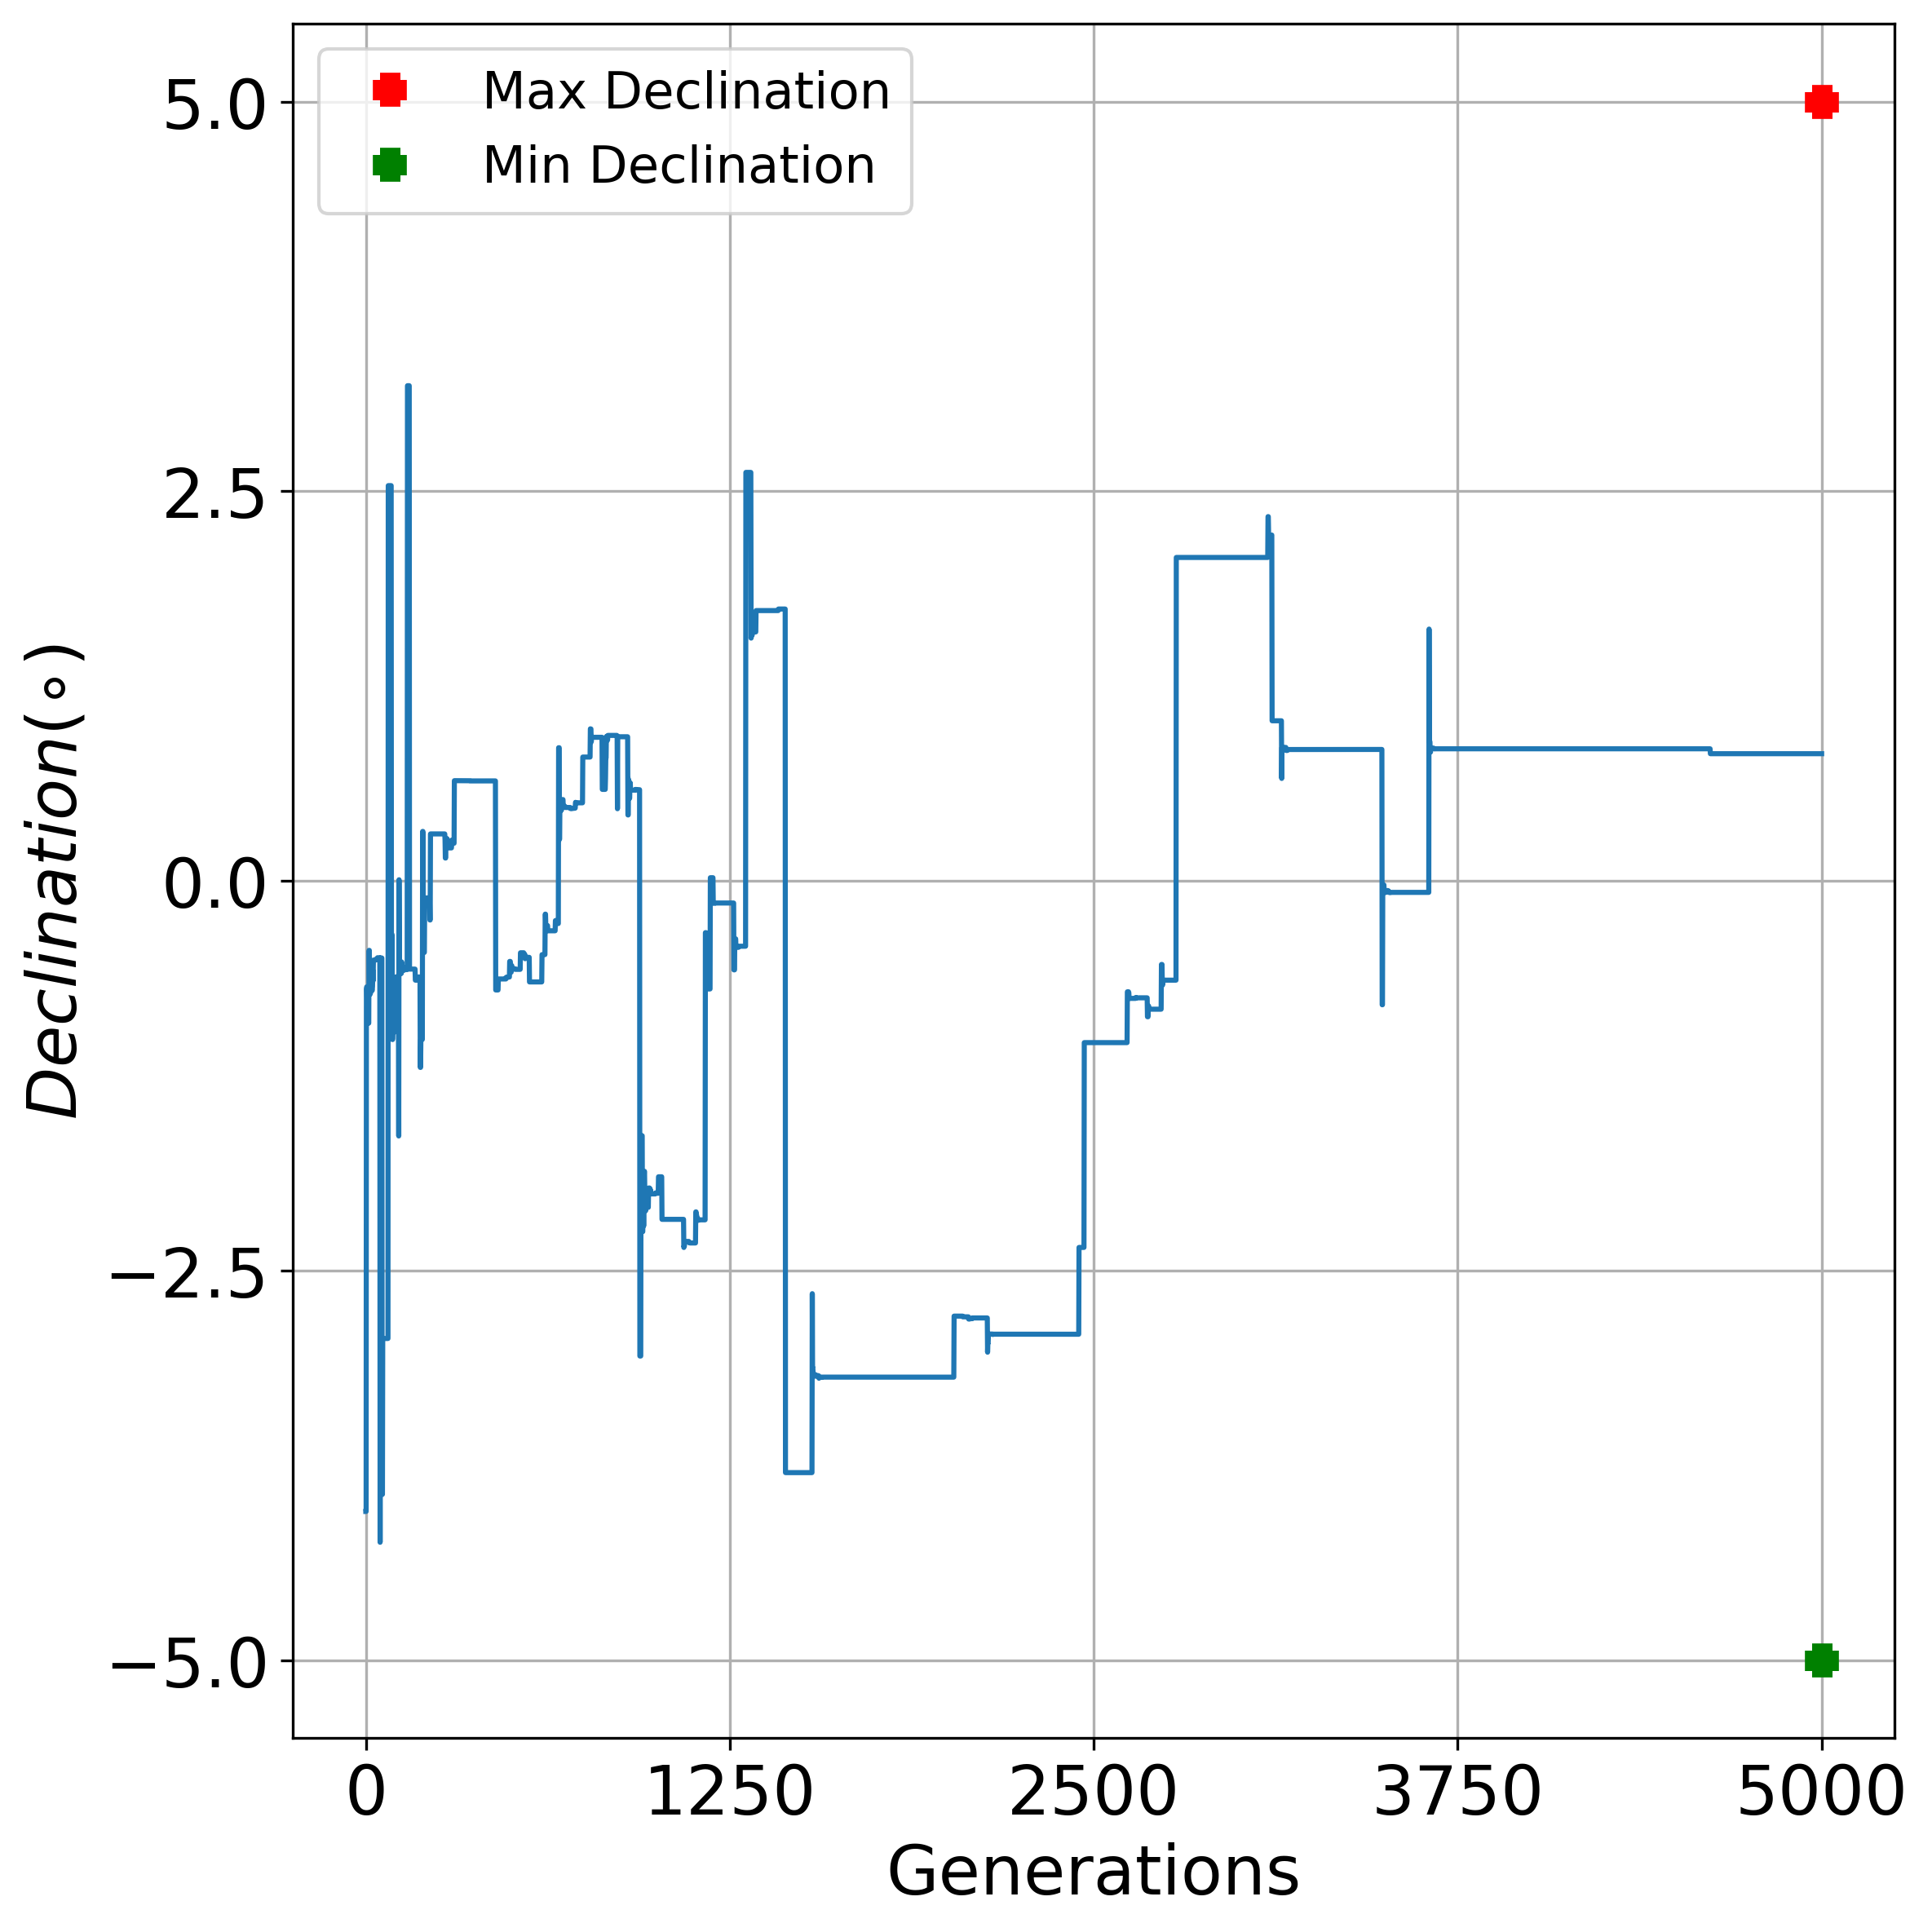 Max Declination
Min Declination
5.0
2.5
0.0
−2.5
−5.0
Declination(∘)
0 1250 2500 3750 5000
Generations